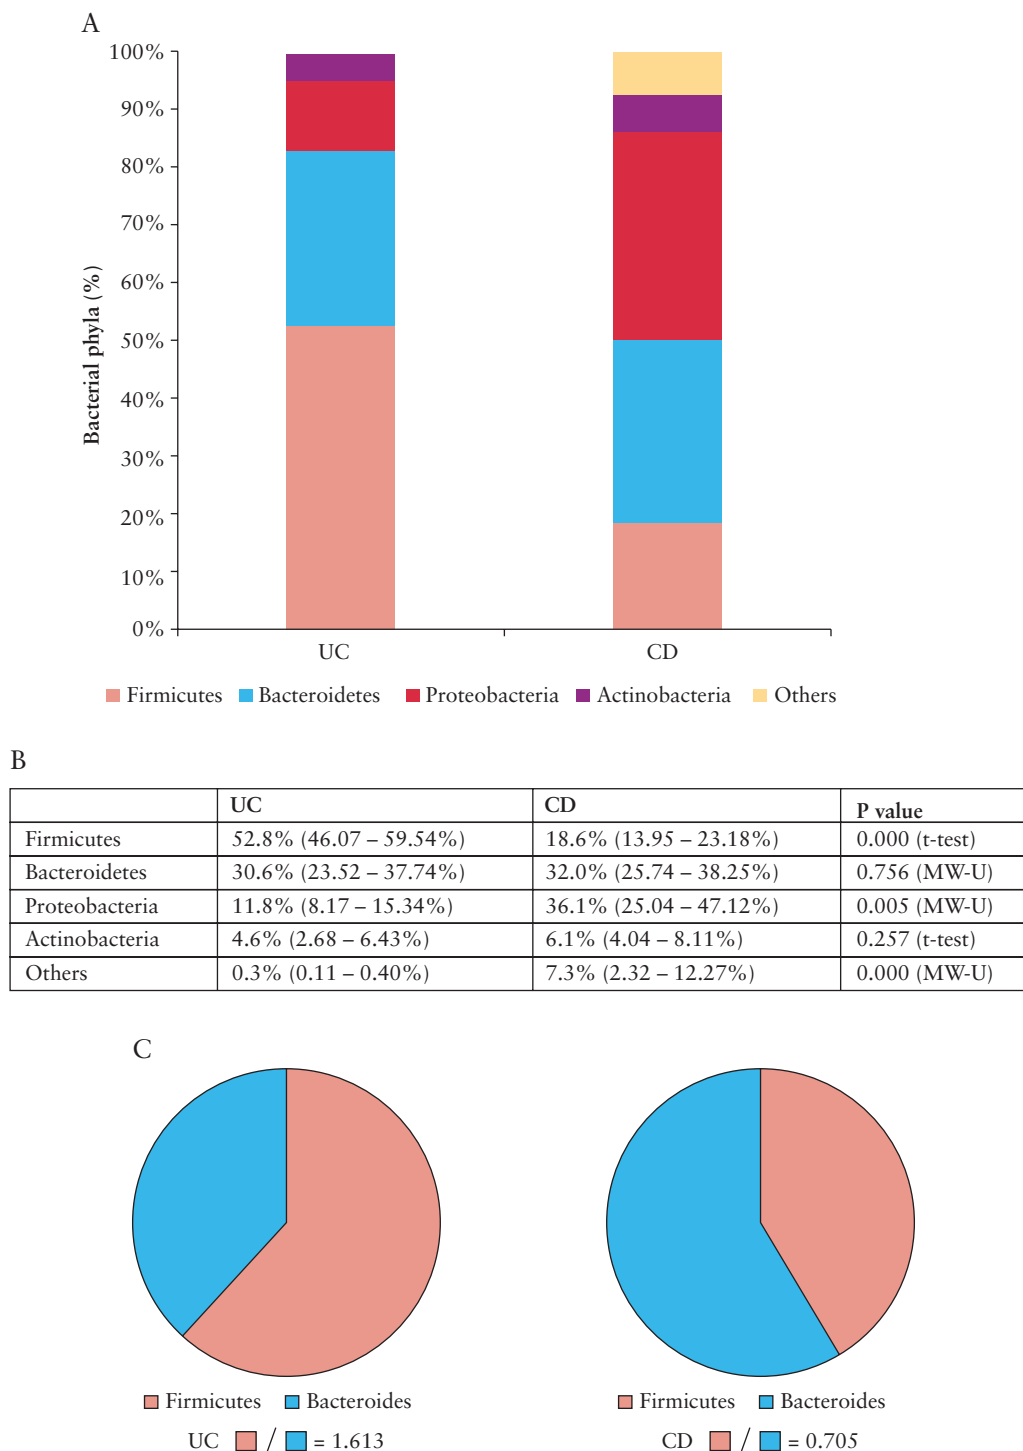 A
100%
90%
80%
70%
60%
50%
40%
30%
20%
10%
0%
Bacterial phyla (%)
UC CD
Firmicutes Bacteroidetes Proteobacteria Actinobacteria Others
B
UC CD P value
Firmicutes 52.8% (46.07 – 59.54%) 18.6% (13.95 – 23.18%) 0.000 (t-test)
Bacteroidetes 30.6% (23.52 – 37.74%) 32.0% (25.74 – 38.25%) 0.756 (MW-U)
Proteobacteria 11.8% (8.17 – 15.34%) 36.1% (25.04 – 47.12%) 0.005 (MW-U)
Actinobacteria 4.6% (2.68 – 6.43%) 6.1% (4.04 – 8.11%) 0.257 (t-test)
Others 0.3% (0.11 – 0.40%) 7.3% (2.32 – 12.27%) 0.000 (MW-U)
C
Firmicutes Bacteroides Firmicutes Bacteroides
UC / = 1.613 CD / = 0.705